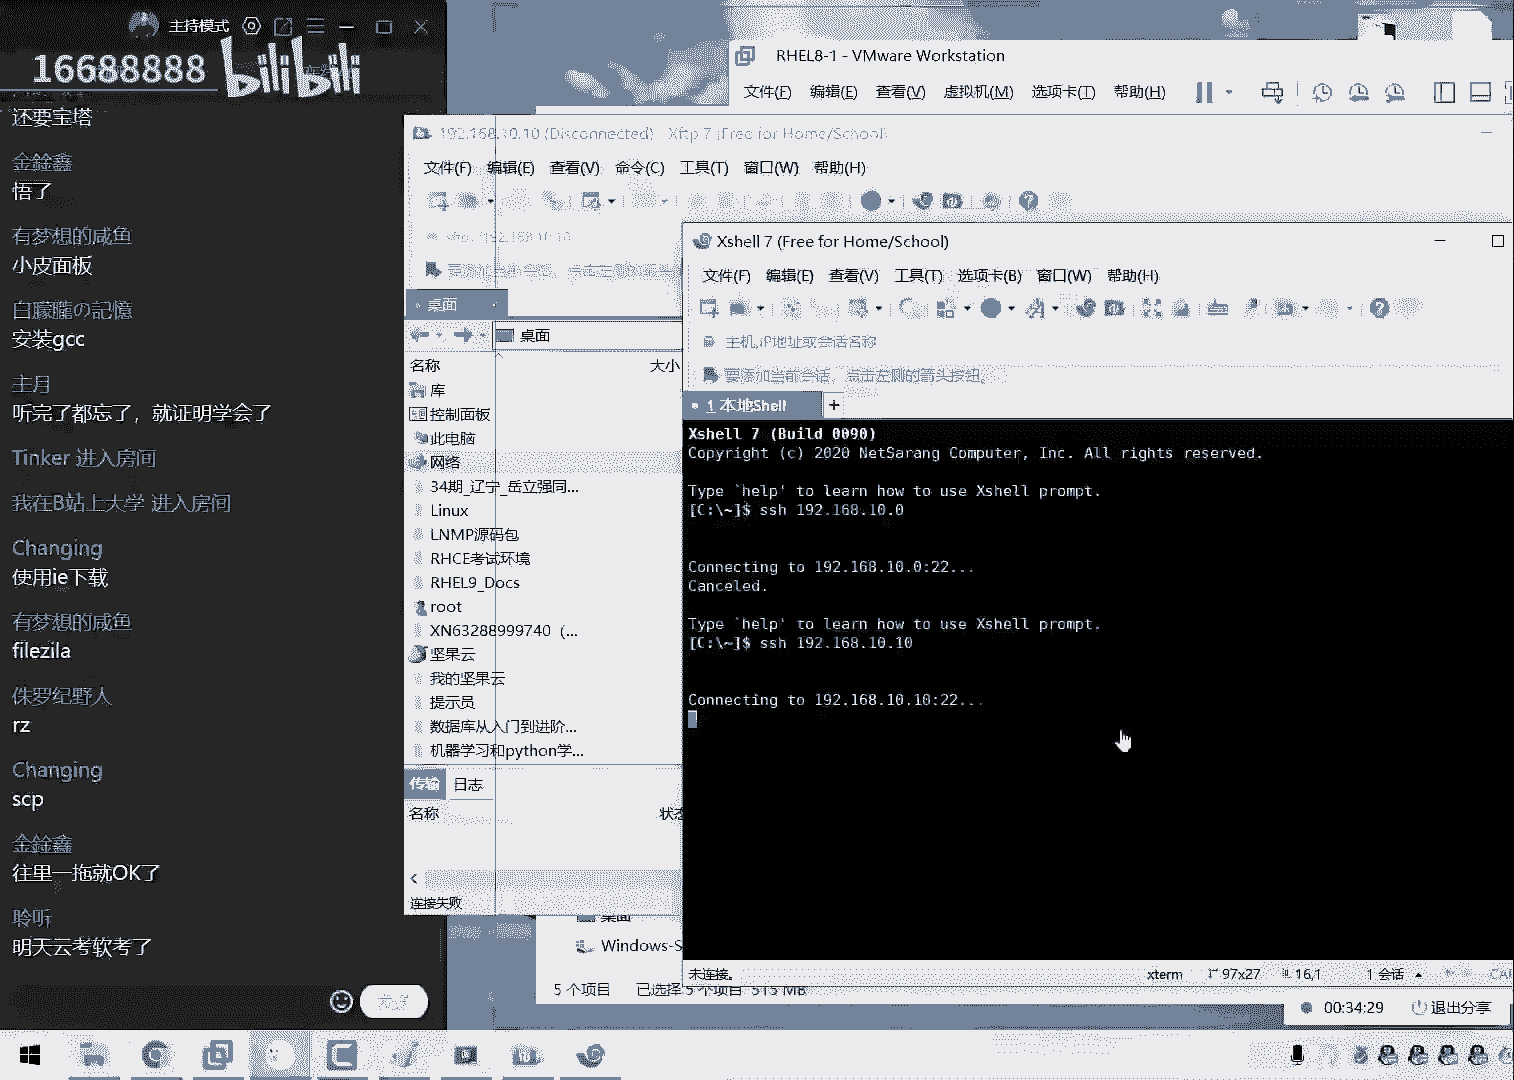 主持模式
16688888 bilibili
还要宝塔
金銓鑫
悟了
有梦想的咸鱼
小皮面板
白朦朧の記憶
安装gcc
主月
听完了都忘了，就证明学会了
Tinker 进入房间
我在B站上大学 进入房间
Changing
使用ie下载
有梦想的咸鱼
filezila
侏罗纪野人
rz
Changing
scp
金銓鑫
往里一拖就OK了
聆听
明天云考软考了
RHEL8-1 - VMware Workstation
文件(F) 编辑(E) 查看(V) 虚拟机(M) 选项卡(T) 帮助(H)
192.168.10.10 (Disconnected) - Xftp 7 (Free for Home/School)
文件(F) 编辑(E) 查看(V) 命令(C) 工具(T) 窗口(W) 帮助(H)
桌面
桌面
名称 大小
库
控制面板
此电脑
网络
34期_辽宁_岳立强同...
Linux
LNMP源码包
RHCE考试环境
RHEL9_Docs
root
XN63288999740（...
坚果云
我的坚果云
提示员
数据库从入门到进阶...
机器学习和python学...
传输 日志
名称
连接失败
桌面
Windows-S
5 个项目 已选择 5 个项目 515 MB
Xshell 7 (Free for Home/School)
文件(F) 编辑(E) 查看(V) 工具(T) 选项卡(B) 窗口(W) 帮助(H)
主机,IP地址或会话名称
要添加当前会话，点击左侧的箭头按钮。
1 本地Shell +
Xshell 7 (Build 0090)
Copyright (c) 2020 NetSarang Computer, Inc. All rights reserved.
Type `help' to learn how to use Xshell prompt.
[C:\~]$ ssh 192.168.10.0
Connecting to 192.168.10.0:22...
Canceled.
Type `help' to learn how to use Xshell prompt.
[C:\~]$ ssh 192.168.10.10
Connecting to 192.168.10.10:22...
未连接。 xterm 97x27 16,1 1 会话
00:34:29 退出分享